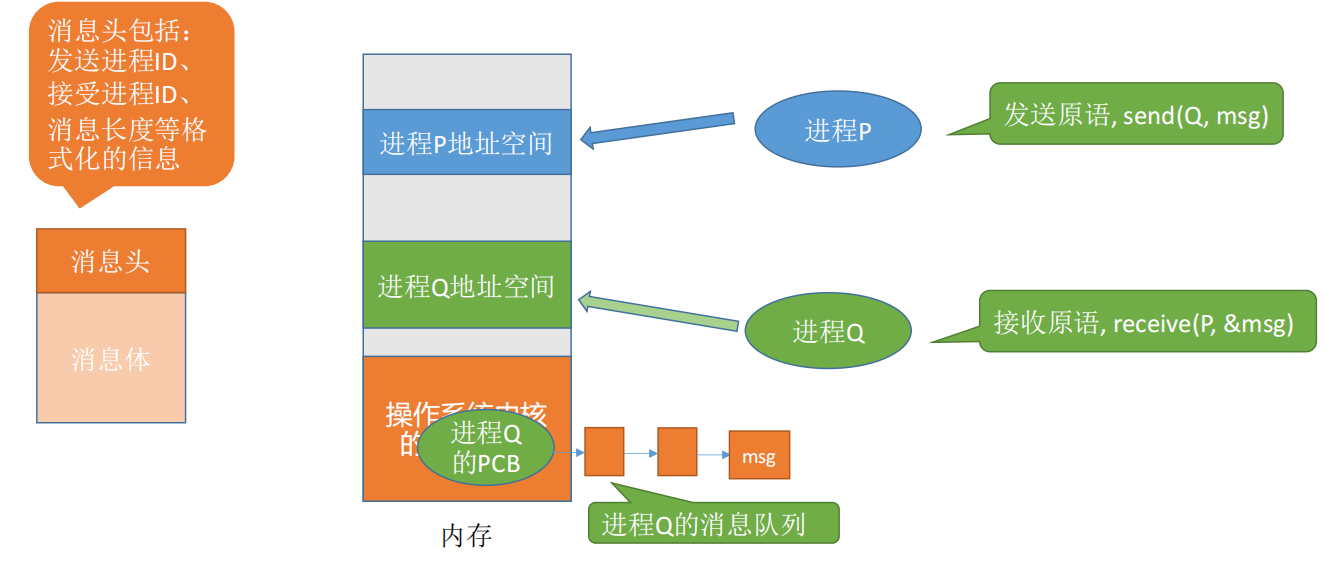 消息头包括：
发送进程ID、
接受进程ID、
消息长度等格
式化的信息
消息头
消息体
进程P地址空间
进程Q地址空间
操作系统内核
的
进程Q
的PCB
msg
进程Q的消息队列
内存
进程P
发送原语, send(Q, msg)
进程Q
接收原语, receive(P, &msg)